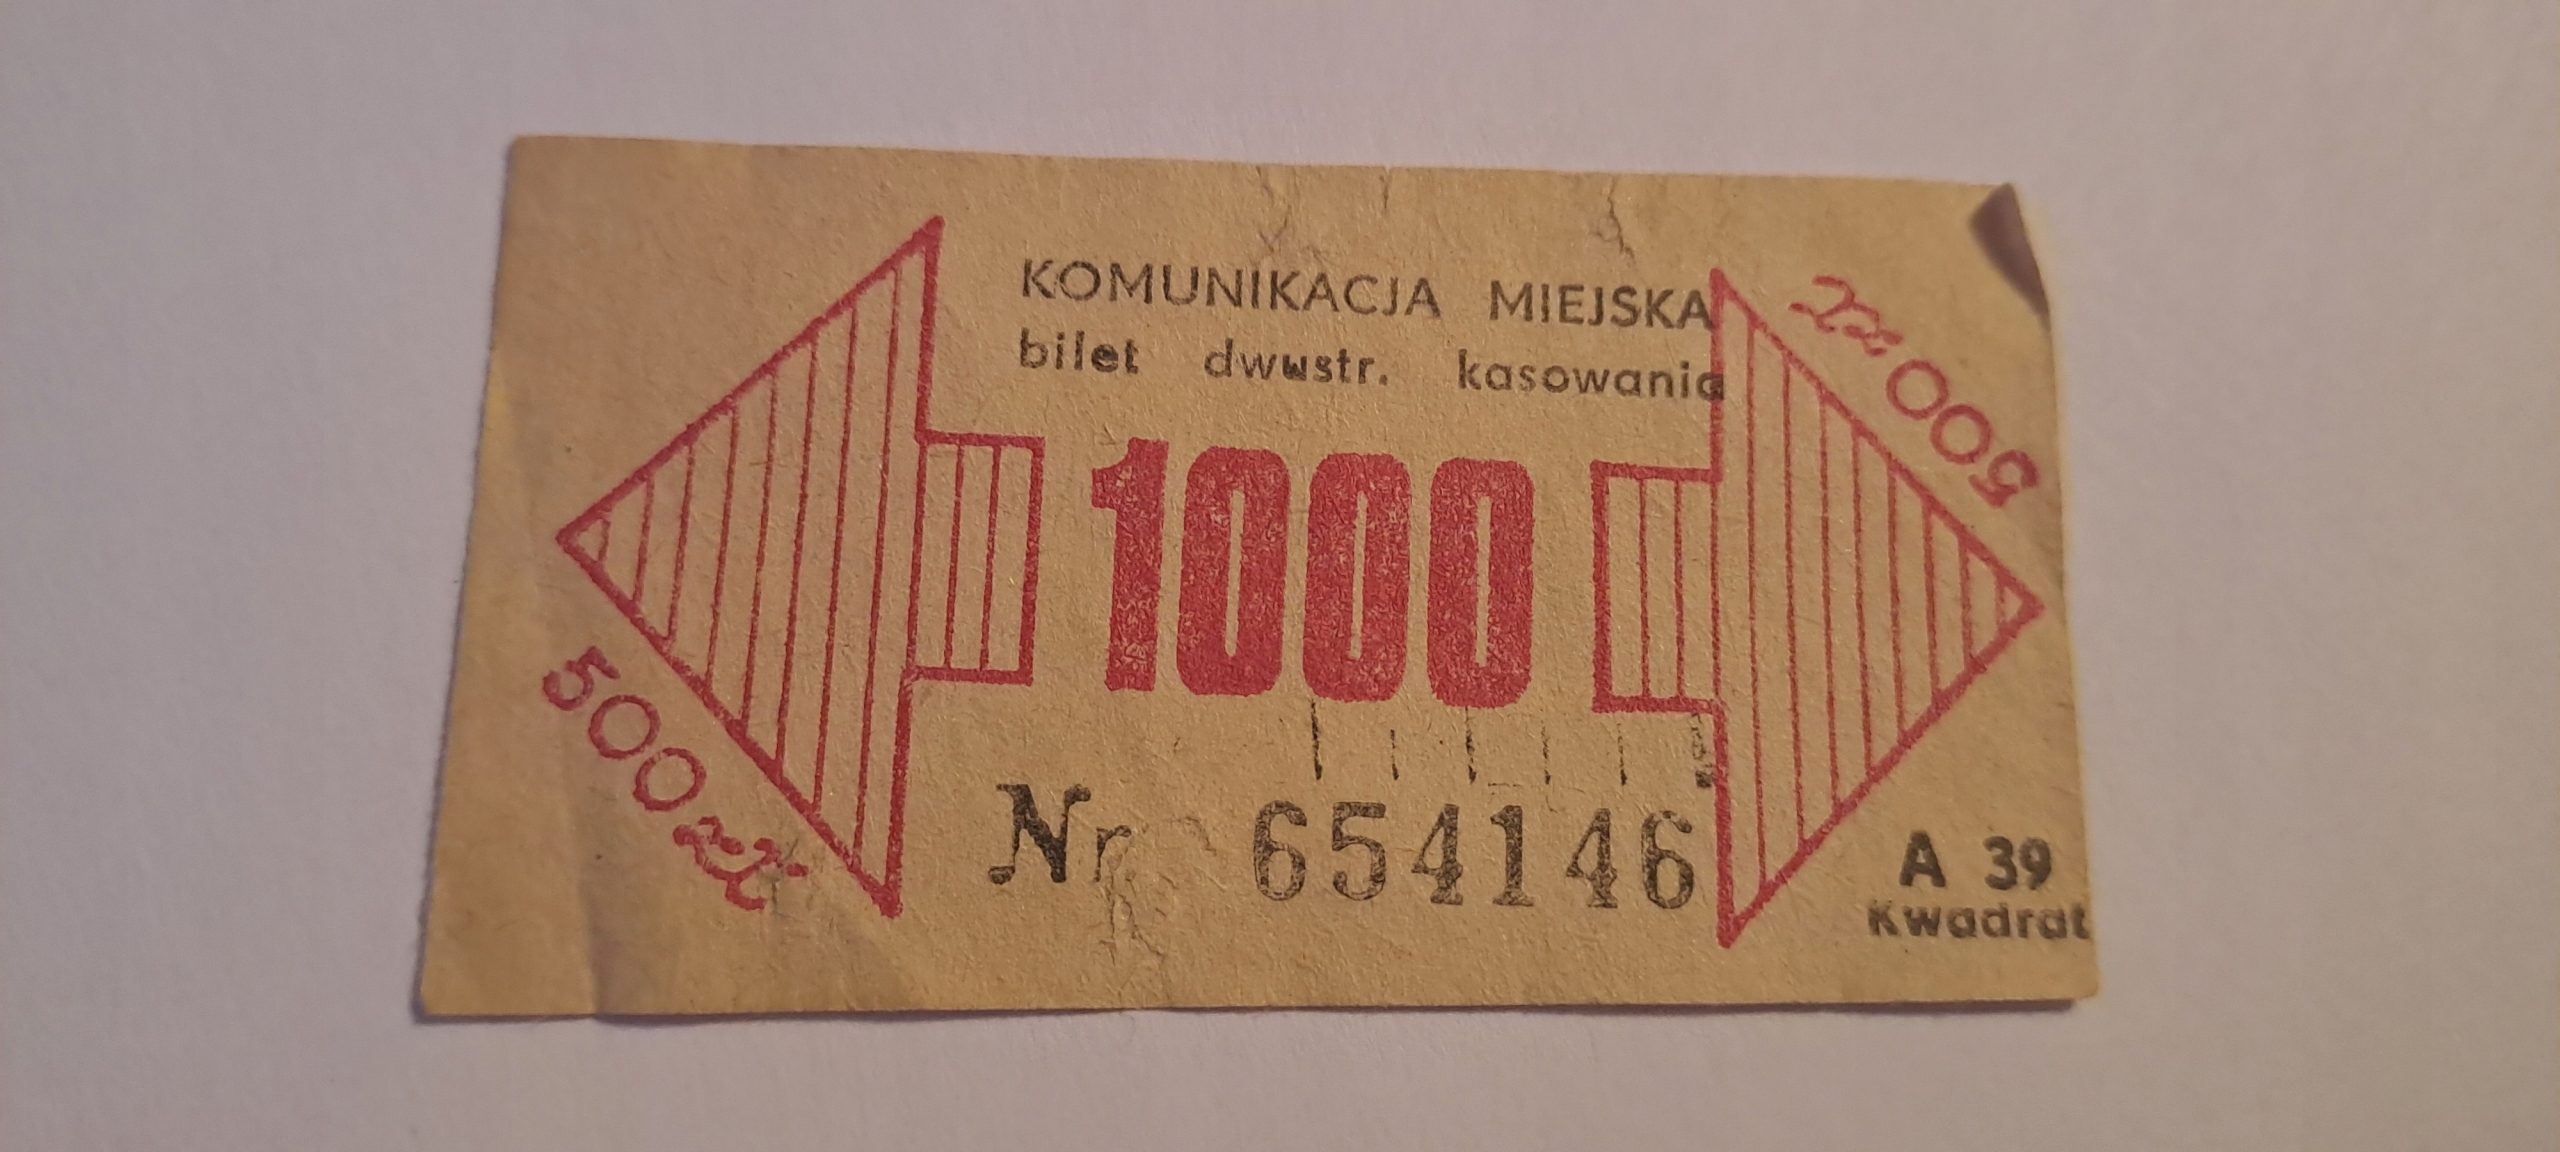 KOMUNIKACJA MIEJSKA
bilet dwustr. kasowania
1000
500 zł
500 zł
Nr 654146
A 39
Kwadrat